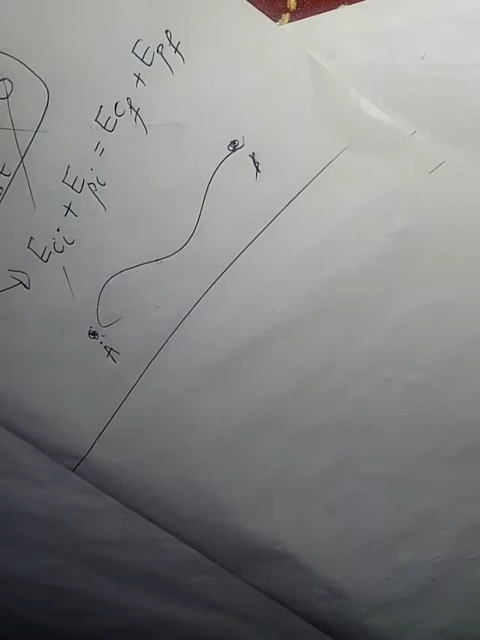 Eci + Epi = Ecf + Epf
A